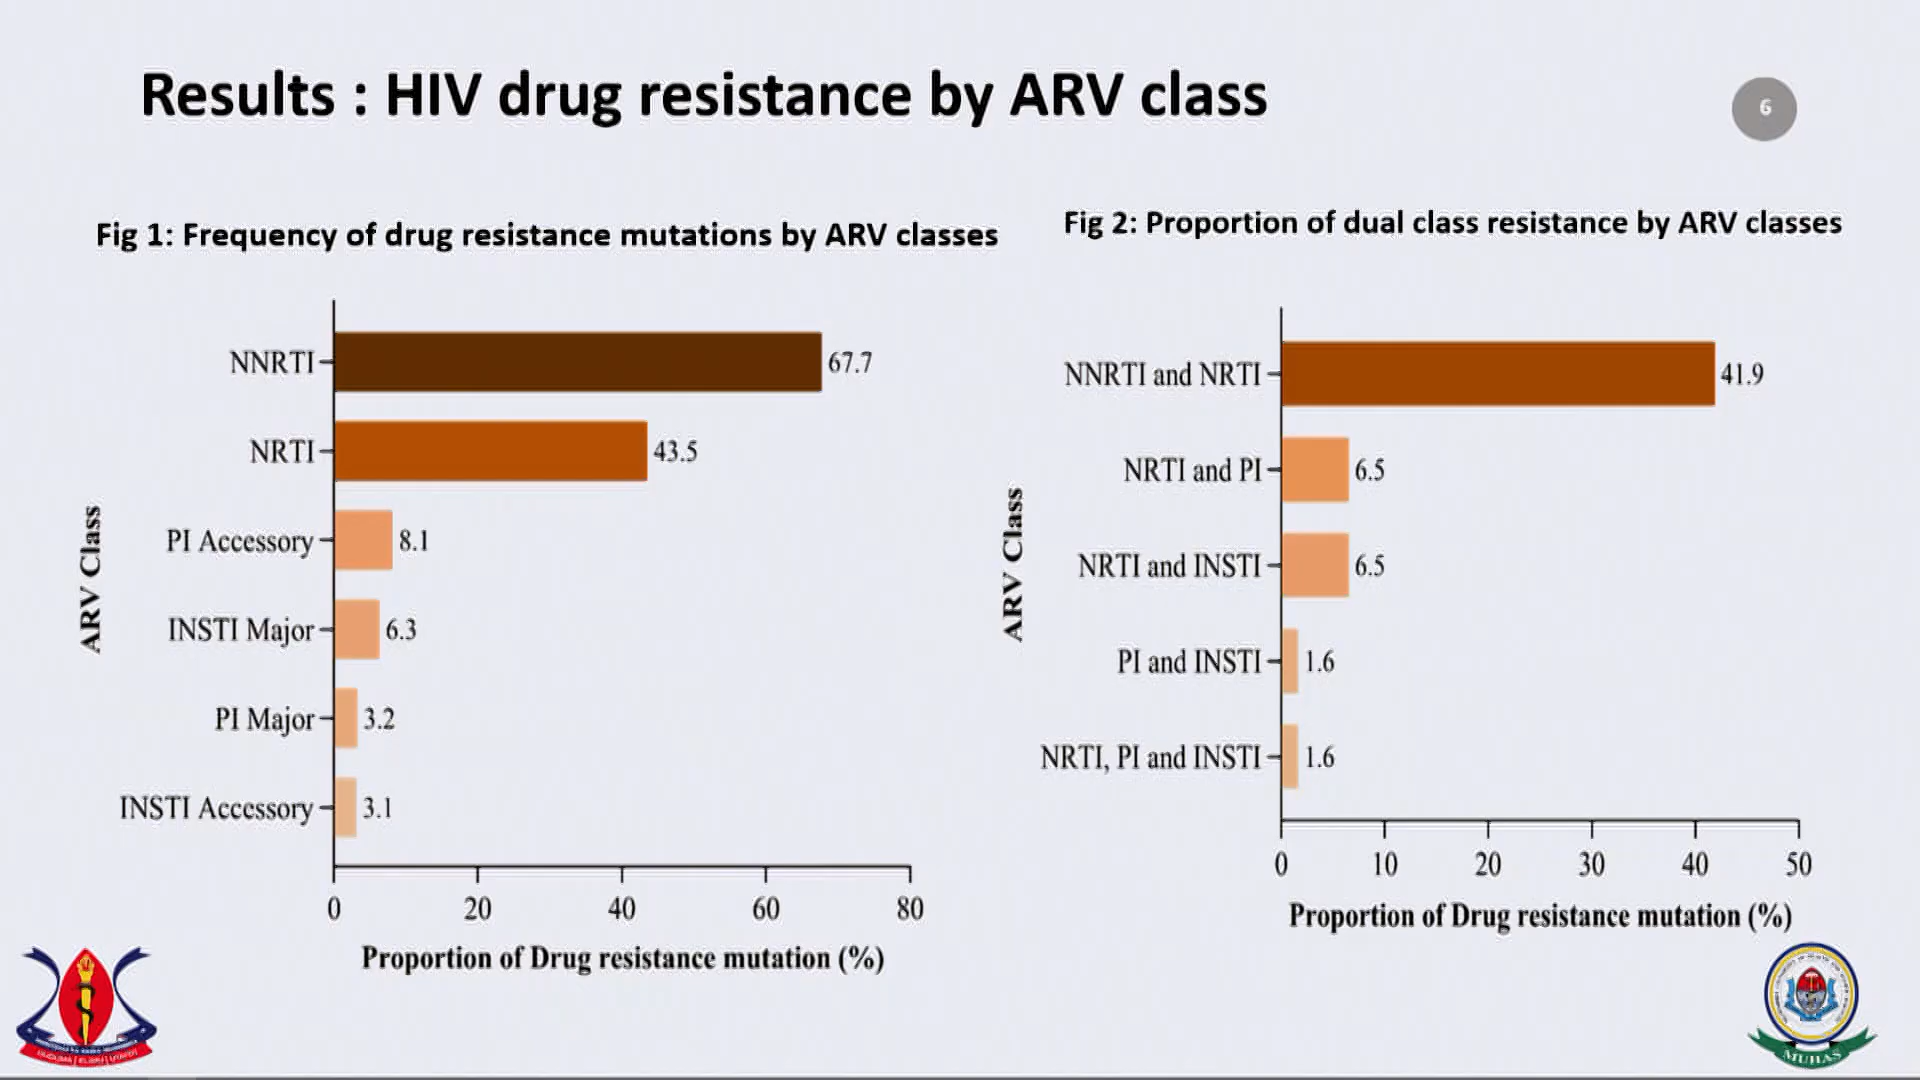 Results : HIV drug resistance by ARV class
6
Fig 1: Frequency of drug resistance mutations by ARV classes
ARV Class
NNRTI
67.7
NRTI
43.5
PI Accessory
8.1
INSTI Major
6.3
PI Major
3.2
INSTI Accessory
3.1
0 20 40 60 80
Proportion of Drug resistance mutation (%)
Fig 2: Proportion of dual class resistance by ARV classes
ARV Class
NNRTI and NRTI
41.9
NRTI and PI
6.5
NRTI and INSTI
6.5
PI and INSTI
1.6
NRTI, PI and INSTI
1.6
0 10 20 30 40 50
Proportion of Drug resistance mutation (%)
MUHAS